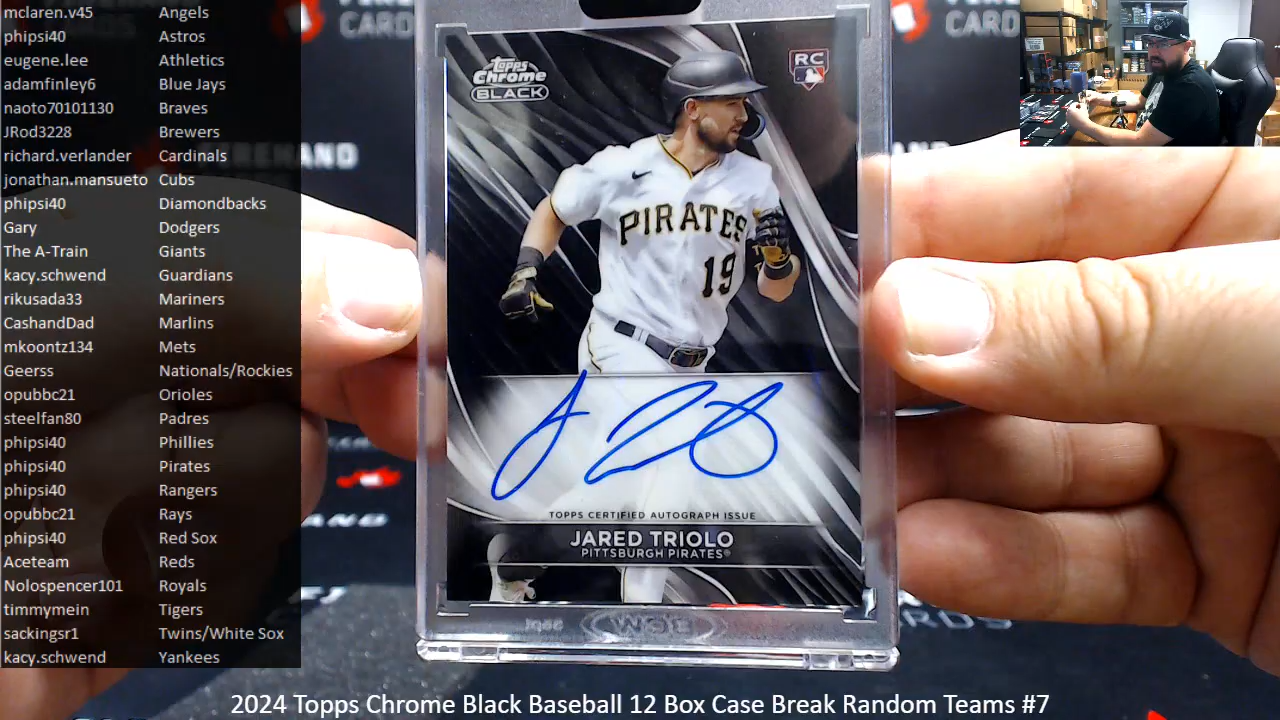 mclaren.v45 Angels
phipsi40 Astros
eugene.lee Athletics
adamfinley6 Blue Jays
naoto70101130 Braves
JRod3228 Brewers
richard.verlander Cardinals
jonathan.mansueto Cubs
phipsi40 Diamondbacks
Gary Dodgers
The A-Train Giants
kacy.schwend Guardians
rikusada33 Mariners
CashandDad Marlins
mkoontz134 Mets
Geerss Nationals/Rockies
opubbc21 Orioles
steelfan80 Padres
phipsi40 Phillies
phipsi40 Pirates
phipsi40 Rangers
opubbc21 Rays
phipsi40 Red Sox
Aceteam Reds
Nolospencer101 Royals
timmymein Tigers
sackingsr1 Twins/White Sox
kacy.schwend Yankees
CARDS
Topps
Chrome
BLACK
RC
PIRATES
19
TOPPS CERTIFIED AUTOGRAPH ISSUE
JARED TRIOLO
PITTSBURGH PIRATES®
2024 Topps Chrome Black Baseball 12 Box Case Break Random Teams #7